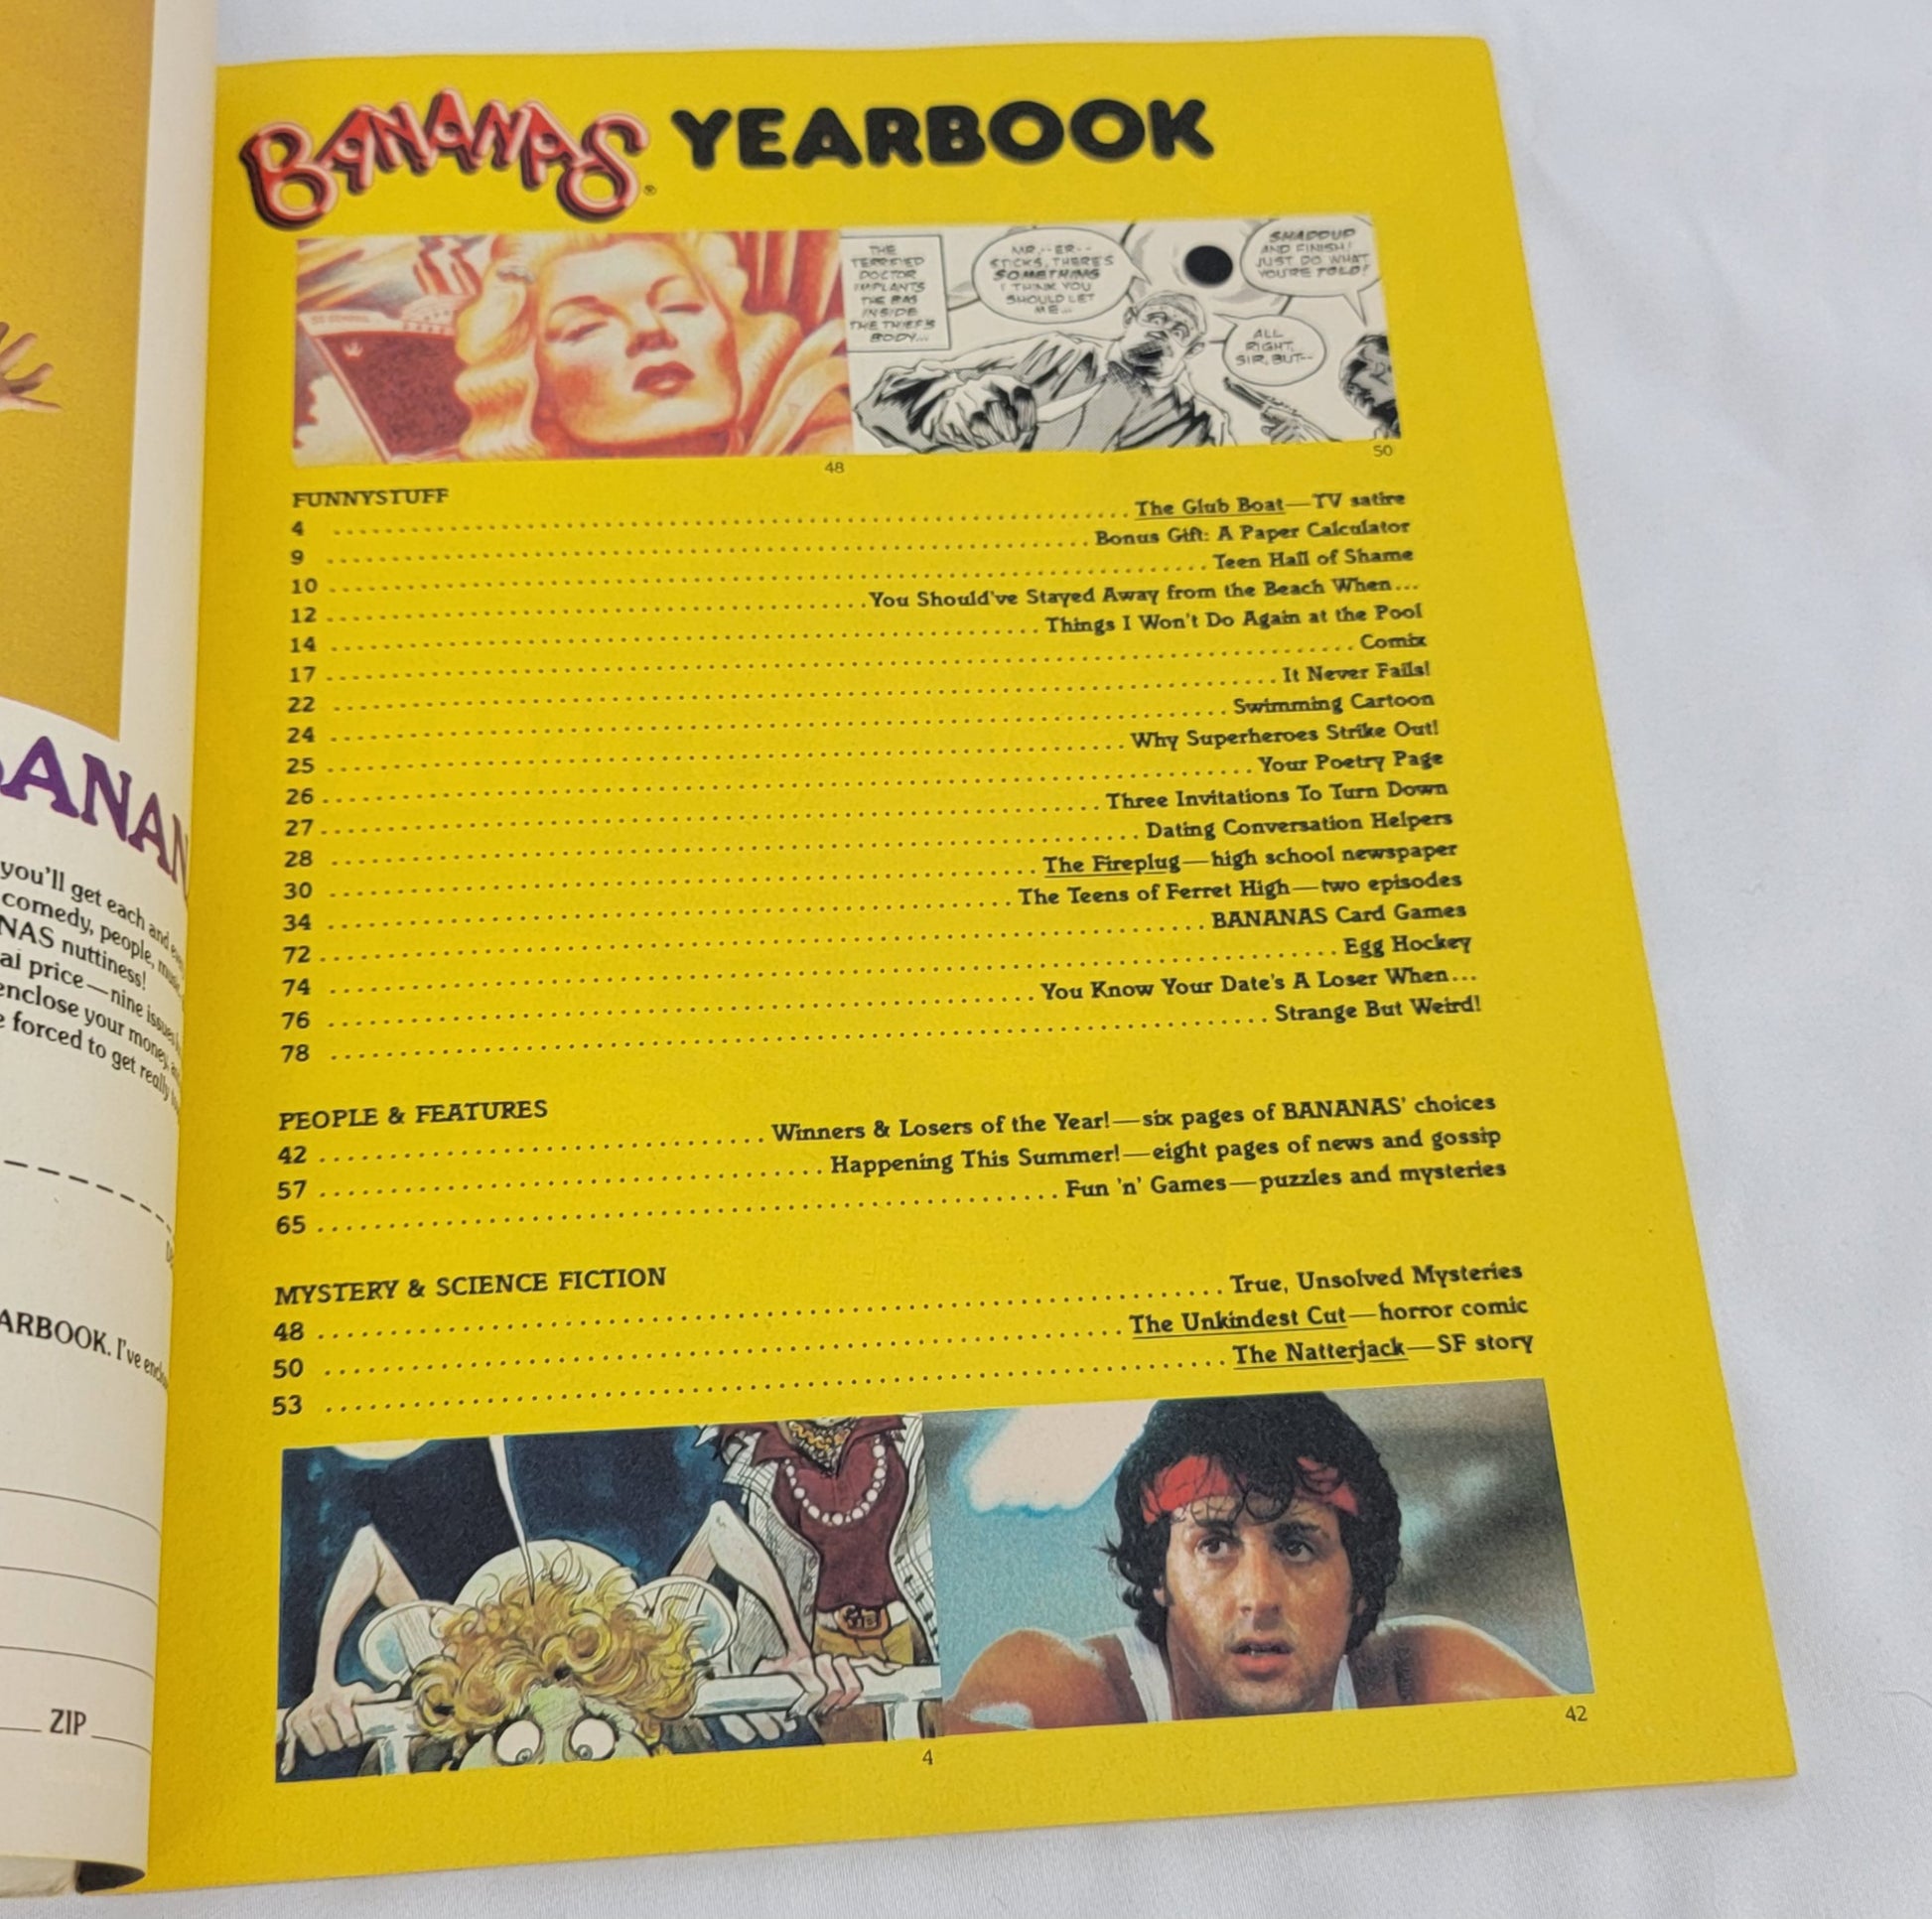 BANANAS® YEARBOOK
THE
TERRIFIED
DOCTOR
IMPLANTS
THE BAG
INSIDE
THE THIEF'S
BODY...
MR.--ER--
STICKS, THERE'S
SOMETHING
I THINK YOU
SHOULD LET
ME...
SHADDUP
AND FINISH!
JUST DO WHAT
YOU'RE TOLD!
ALL
RIGHT,
SIR, BUT--
48
50
FUNNYSTUFF
4 The Glub Boat—TV satire
9 Bonus Gift: A Paper Calculator
10 Teen Hall of Shame
12 You Should've Stayed Away from the Beach When...
14 Things I Won't Do Again at the Pool
17 Comix
22 It Never Fails!
24 Swimming Cartoon
25 Why Superheroes Strike Out!
26 Your Poetry Page
27 Three Invitations To Turn Down
28 Dating Conversation Helpers
30 The Fireplug—high school newspaper
34 The Teens of Ferret High—two episodes
72 BANANAS Card Games
74 Egg Hockey
76 You Know Your Date's A Loser When...
78 Strange But Weird!
PEOPLE & FEATURES
42 Winners & Losers of the Year!—six pages of BANANAS' choices
57 Happening This Summer!—eight pages of news and gossip
65 Fun 'n' Games—puzzles and mysteries
MYSTERY & SCIENCE FICTION
48 True, Unsolved Mysteries
50 The Unkindest Cut—horror comic
53 The Natterjack—SF story
4
42
BANAN
you'll get each and
comedy, people,
NAS nuttiness!
price—nine issues
enclose your money,
forced to get really
ARBOOK. I've
ZIP